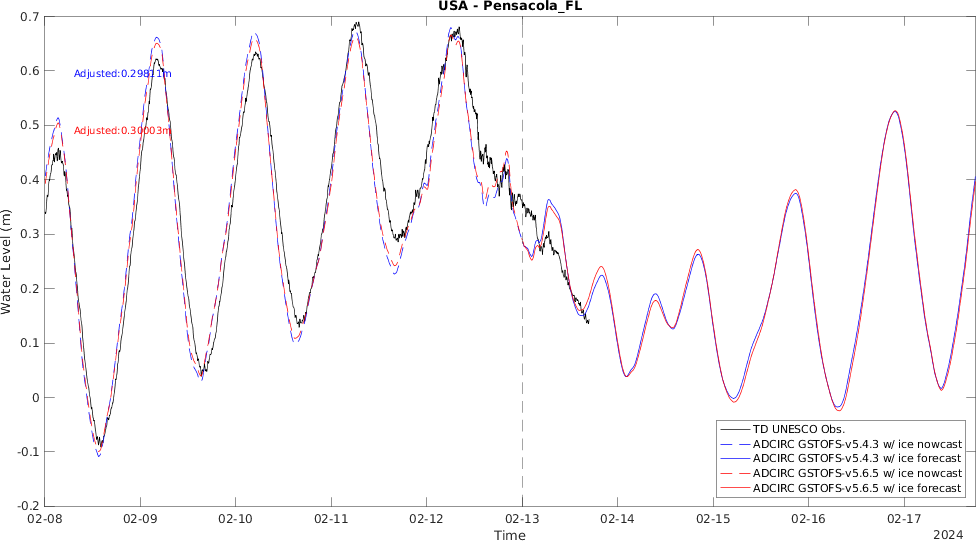 USA - Pensacola_FL
0.7
0.6
0.5
0.4
0.3
0.2
0.1
0
-0.1
-0.2
Water Level (m)
Adjusted:0.29811m
Adjusted:0.30003m
TD UNESCO Obs.
ADCIRC GSTOFS-v5.4.3 w/ ice nowcast
ADCIRC GSTOFS-v5.4.3 w/ ice forecast
ADCIRC GSTOFS-v5.6.5 w/ ice nowcast
ADCIRC GSTOFS-v5.6.5 w/ ice forecast
02-08 02-09 02-10 02-11 02-12 02-13 02-14 02-15 02-16 02-17
Time
2024